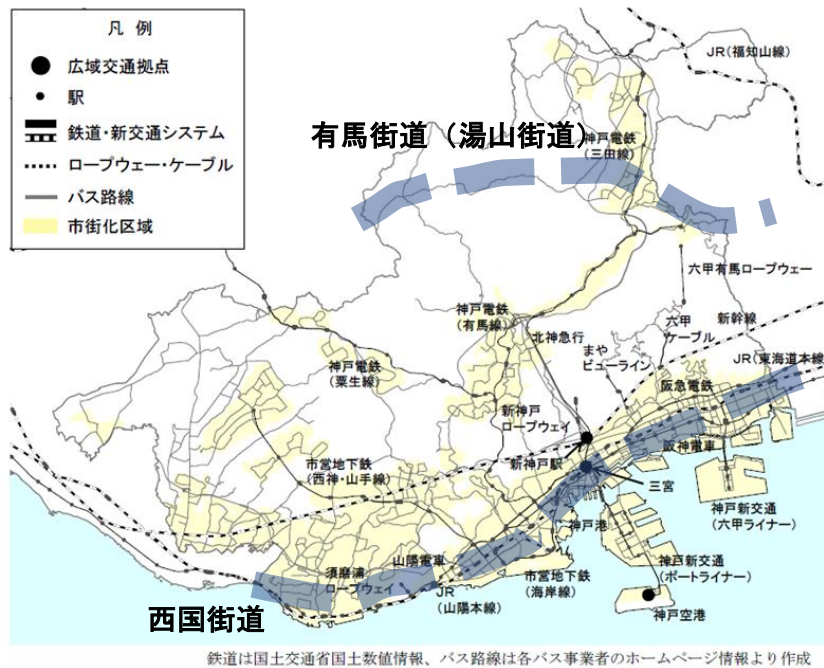 凡 例
広域交通拠点
駅
鉄道・新交通システム
ロープウェー・ケーブル
バス路線
市街化区域
JR(福知山線)
有馬街道（湯山街道）
神戸電鉄
(三田線)
六甲有馬ロープウェー
神戸電鉄
(有馬線)
北神急行
六甲
ケーブル
新幹線
まや
ビューライン
JR(東海道本線)
神戸電鉄
(粟生線)
阪急電鉄
新神戸
ロープウェイ
阪神電車
市営地下鉄
(西神・山手線)
新神戸駅
三宮
神戸新交通
(六甲ライナー)
神戸港
山陽電車
須磨浦
ロープウェイ
市営地下鉄
(海岸線)
神戸新交通
(ポートライナー)
JR
(山陽本線)
西国街道
神戸空港
鉄道は国土交通省国土数値情報、バス路線は各バス事業者のホームページ情報より作成